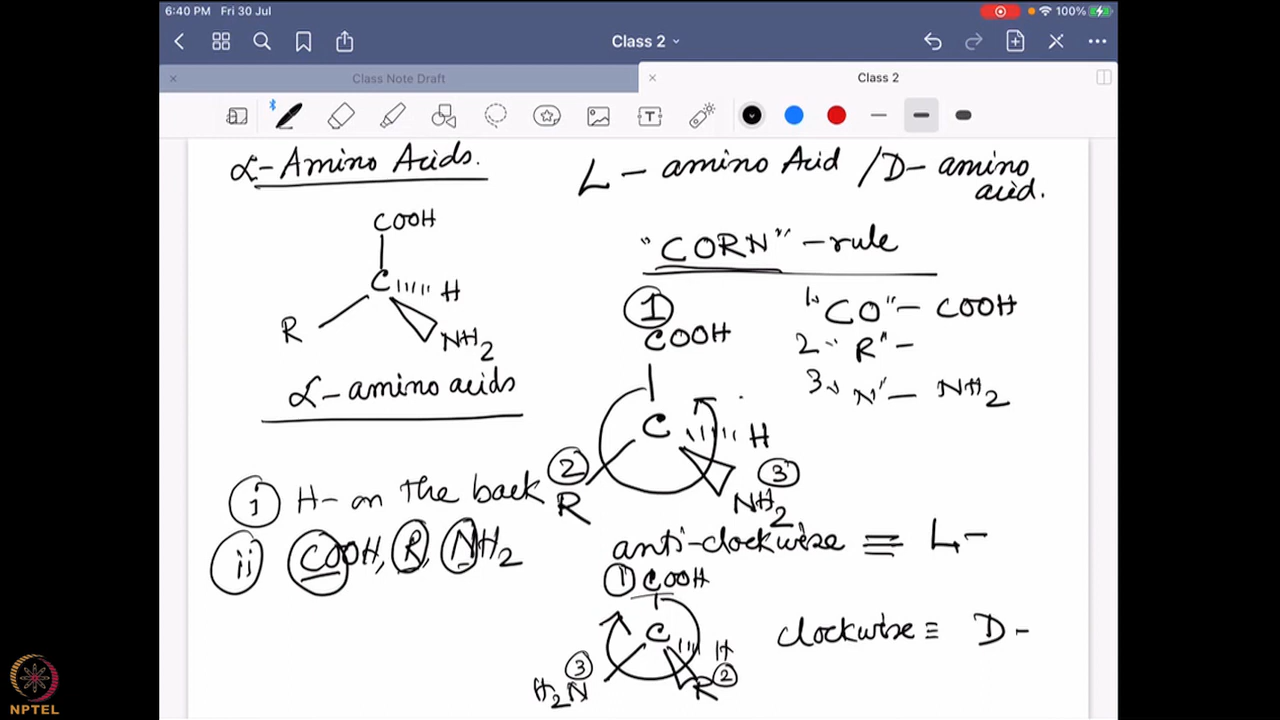 6:40 PM Fri 30 Jul
100%
Class 2
Class Note Draft
Class 2
α-Amino Acids.
L - amino Acid / D- amino acid.
COOH
C H
R NH2
α-amino acids
"CORN" - rule
1. "CO" - COOH
2. "R" -
3. "N" - NH2
1
COOH
C H
2 3
R NH2
i H- on the back
ii COOH, R, NH2
anti-clockwise ≡ L-
1 COOH
C H
3 2
H2N R
clockwise ≡ D-
NPTEL